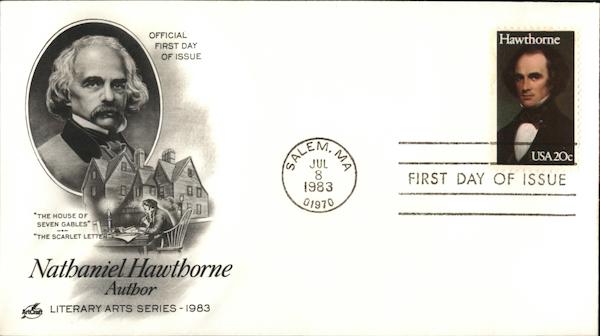 OFFICIAL
FIRST DAY
OF ISSUE
"THE HOUSE OF
SEVEN GABLES"
"THE SCARLET LETTER"
Nathaniel Hawthorne
Author
ArtCraft
LITERARY ARTS SERIES - 1983
SALEM, MA
JUL
8
1983
01970
Hawthorne
USA 20c
FIRST DAY OF ISSUE